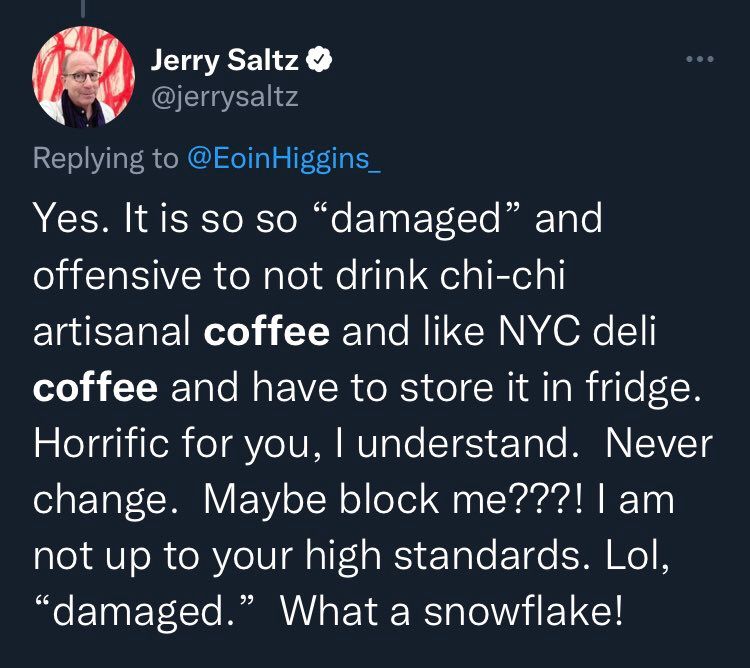 Jerry Saltz
@jerrysaltz
Replying to @EoinHiggins_
Yes. It is so so “damaged” and
offensive to not drink chi-chi
artisanal coffee and like NYC deli
coffee and have to store it in fridge.
Horrific for you, I understand.  Never
change.  Maybe block me???! I am
not up to your high standards. Lol,
“damaged.”  What a snowflake!